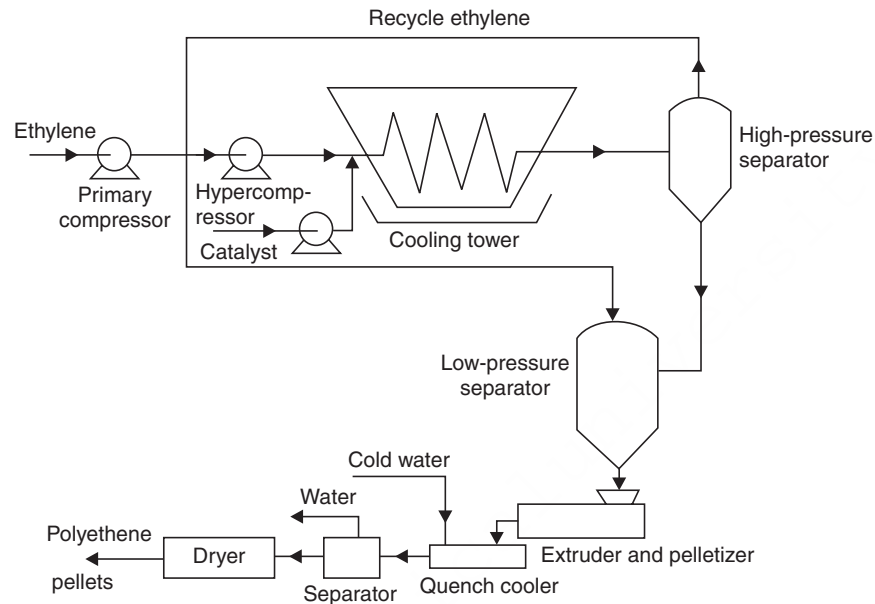 Recycle ethylene
Ethylene
Primary
compressor
Hypercomp-
ressor
Catalyst
Cooling tower
High-pressure
separator
Low-pressure
separator
Cold water
Water
Polyethene
pellets
Dryer
Separator
Quench cooler
Extruder and pelletizer